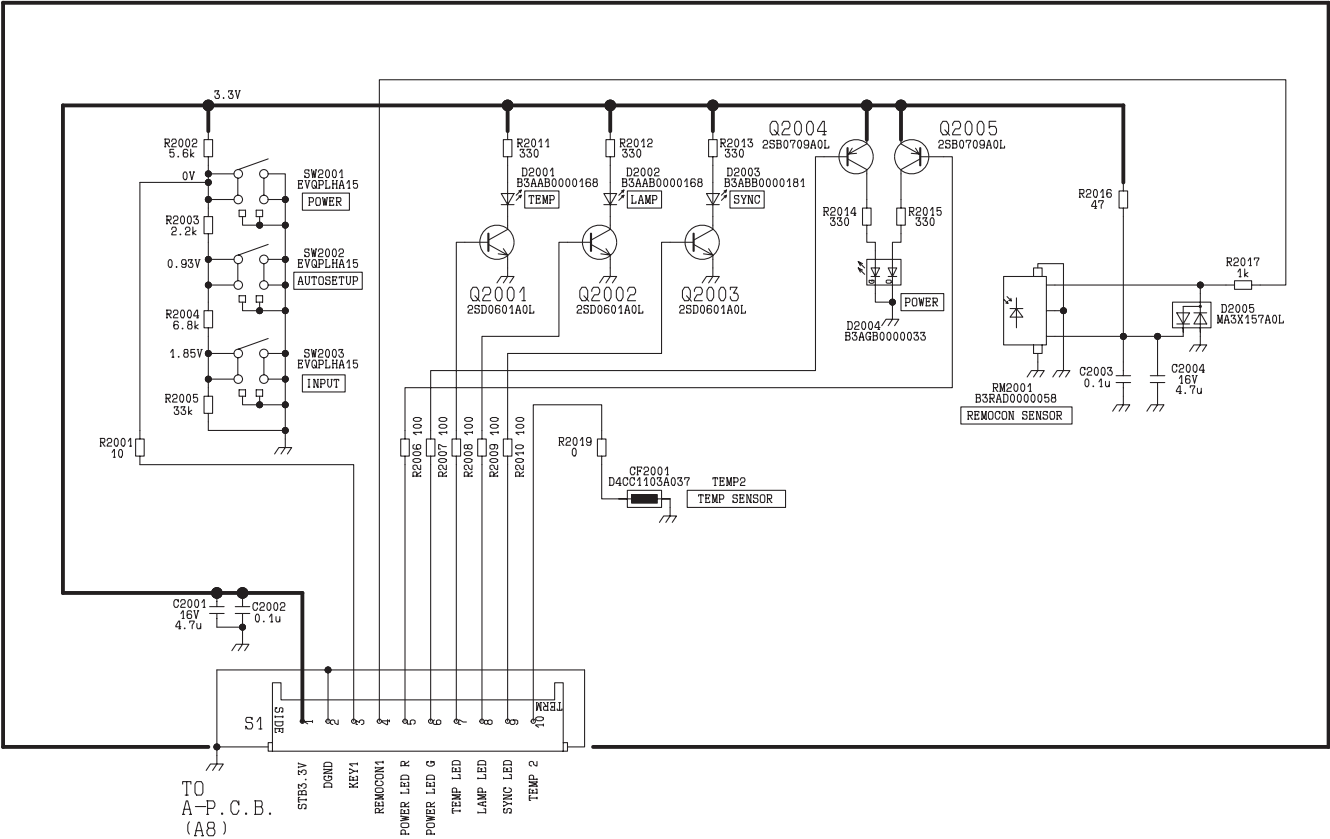 3.3V
R2002
5.6k
0V
SW2001
EVQPLHA15
POWER
R2003
2.2k
0.93V
SW2002
EVQPLHA15
AUTOSETUP
R2004
6.8k
1.85V
SW2003
EVQPLHA15
INPUT
R2005
33k
R2001
10
R2011
330
D2001
B3AAB0000168
TEMP
Q2001
2SD0601A0L
R2012
330
D2002
B3AAB0000168
LAMP
Q2002
2SD0601A0L
R2013
330
D2003
B3ABB0000181
SYNC
Q2003
2SD0601A0L
Q2004
2SB0709A0L
Q2005
2SB0709A0L
R2014
330
R2015
330
G
G
POWER
D2004
B3AGB0000033
R2016
47
R2017
1k
D2005
MA3X157A0L
C2003
0.1u
C2004
16V
4.7u
RM2001
B3RAD0000058
REMOCON SENSOR
R2006 100
R2007 100
R2008 100
R2009 100
R2010 100
R2019
0
CF2001
D4CC1103A037
TEMP2
TEMP SENSOR
C2001
16V
4.7u
C2002
0.1u
S1
SIDE
TERM
1
2
3
4
5
6
7
8
9
10
STB3.3V
DGND
KEY1
REMOCON1
POWER LED R
POWER LED G
TEMP LED
LAMP LED
SYNC LED
TEMP 2
TO
A-P.C.B.
(A8)